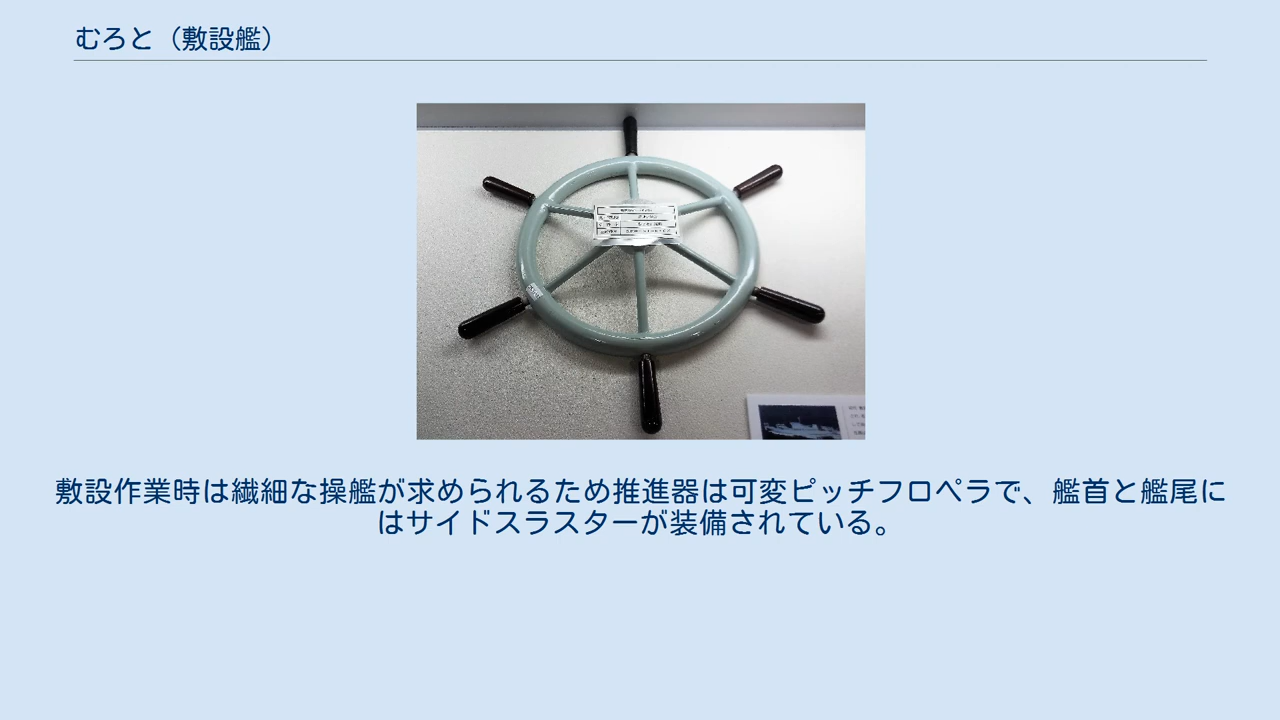 むろと（敷設艦）
敷設作業時は繊細な操艦が求められるため推進器は可変ピッチフロペラで、艦首と艦尾に
はサイドスラスターが装備されている。